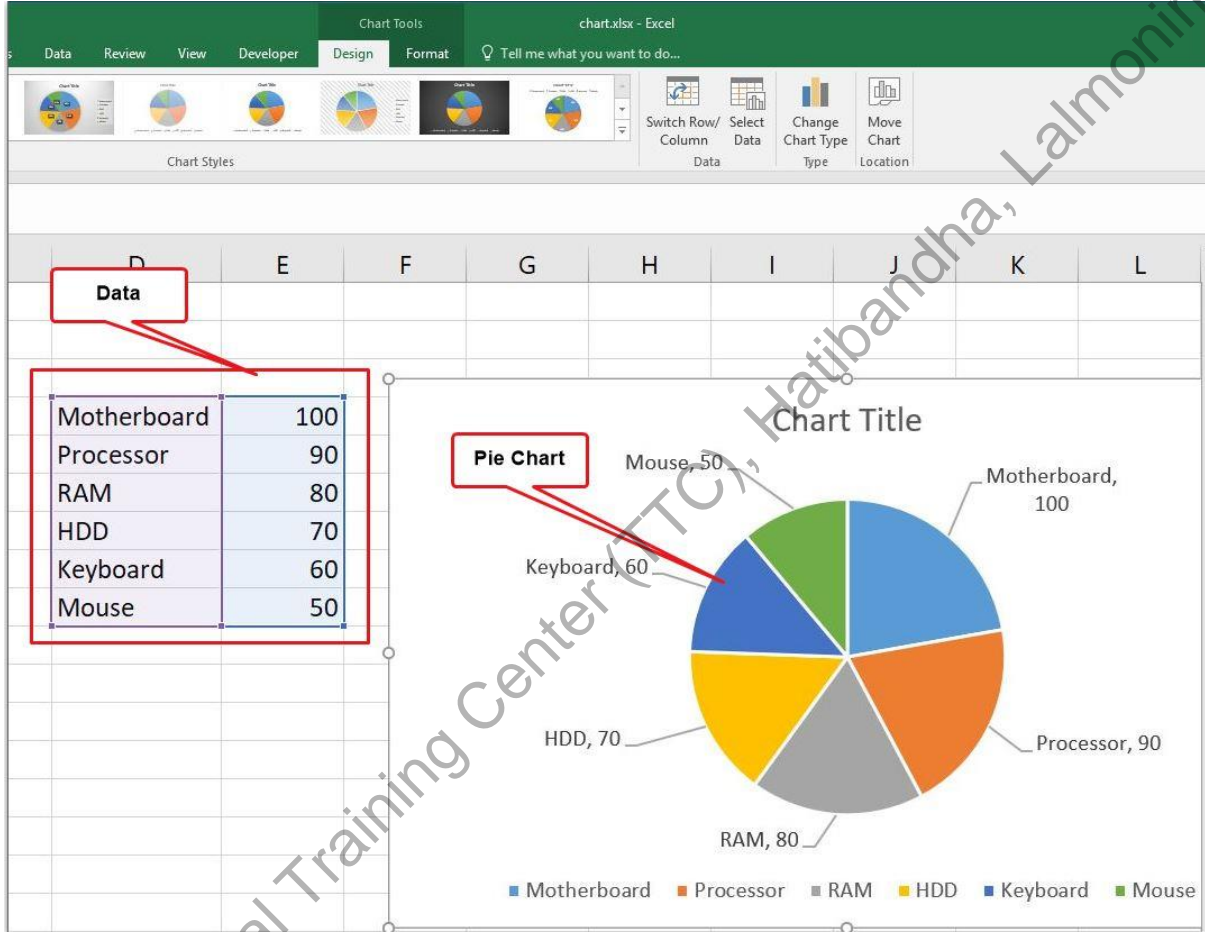 Chart Tools
chart.xlsx - Excel
Data Review View Developer Design Format Tell me what you want to do...
Switch Row/ Column
Select Data
Change Chart Type
Move Chart
Chart Styles Data Type Location
D E F G H I J K L
Data
Motherboard 100
Processor 90
RAM 80
HDD 70
Keyboard 60
Mouse 50
Chart Title
Pie Chart
Mouse, 50
Motherboard,
100
Keyboard, 60
HDD, 70
Processor, 90
RAM, 80
Motherboard Processor RAM HDD Keyboard Mouse
Training Center (TTC), Hatibandha,